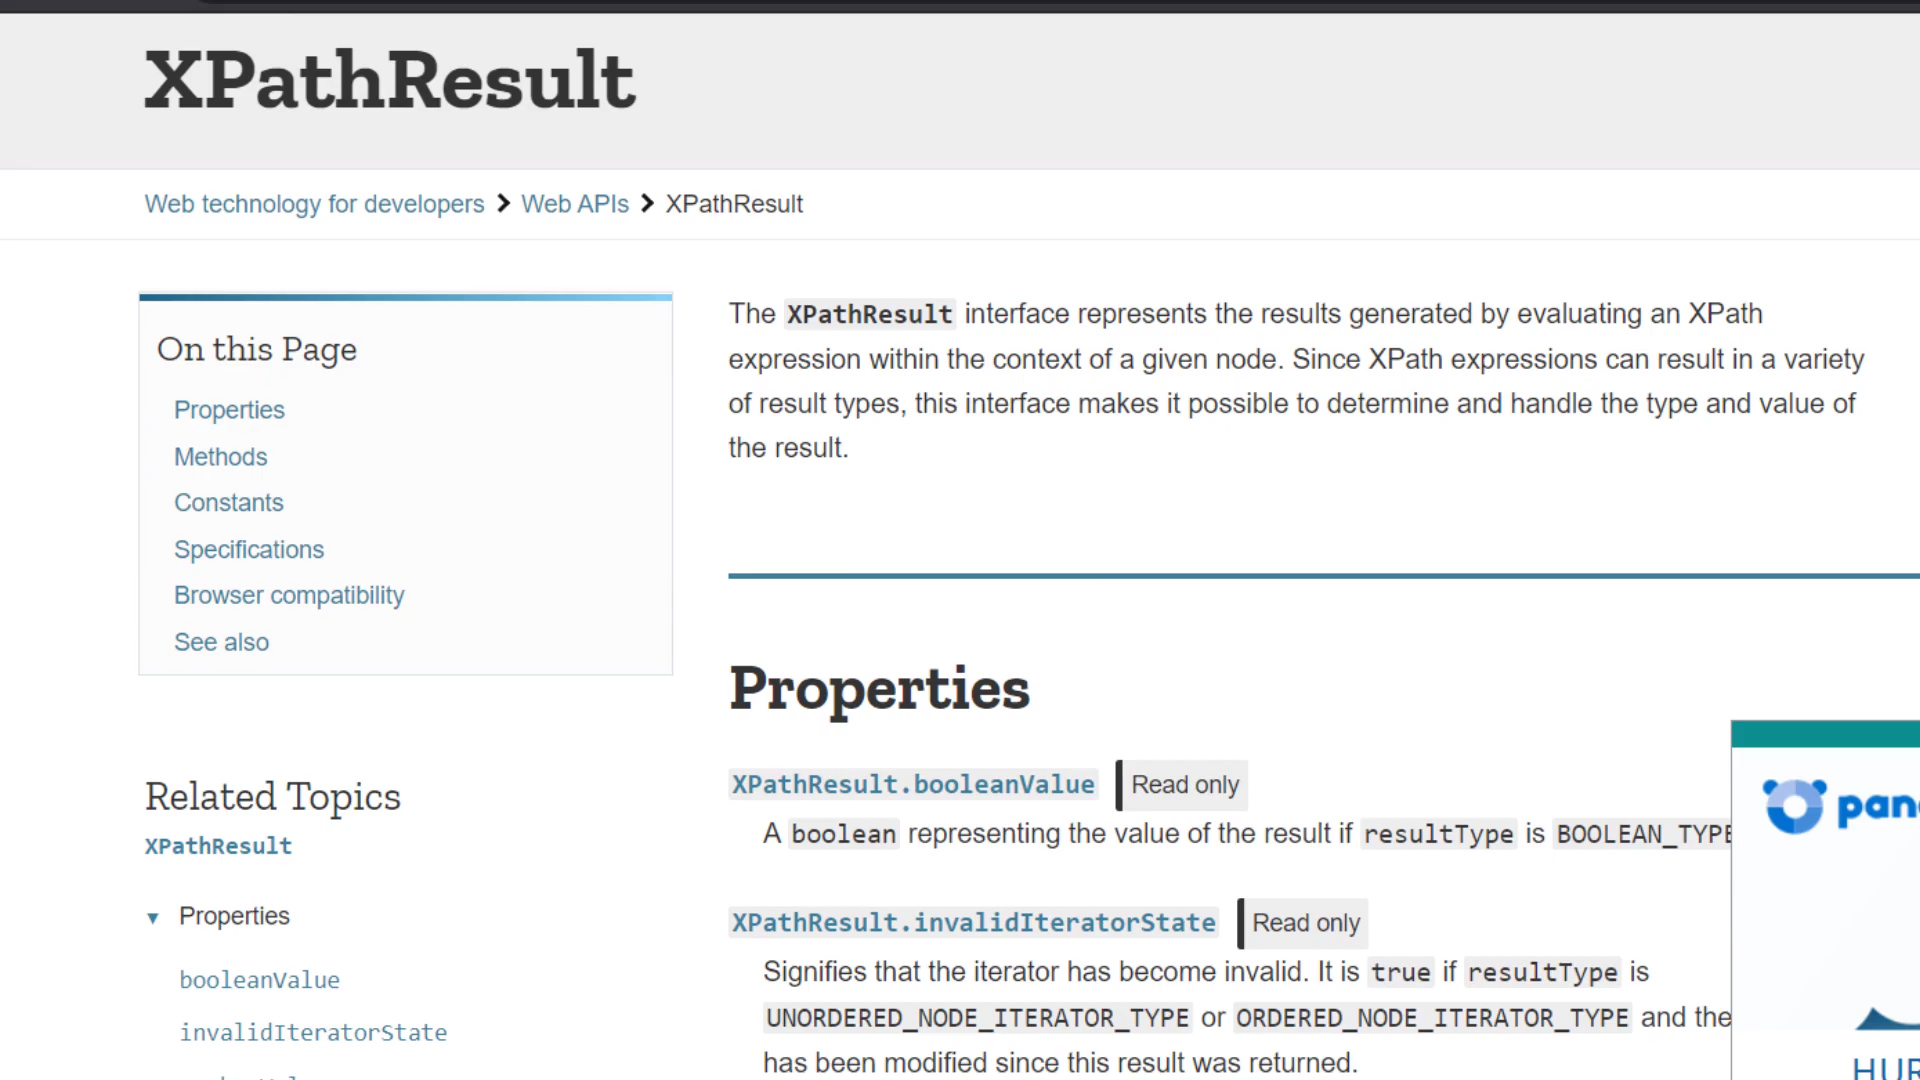 XPathResult
Web technology for developers > Web APIs > XPathResult
On this Page
Properties
Methods
Constants
Specifications
Browser compatibility
See also
Related Topics
XPathResult
▼ Properties
booleanValue
invalidIteratorState
The XPathResult interface represents the results generated by evaluating an XPath
expression within the context of a given node. Since XPath expressions can result in a variety
of result types, this interface makes it possible to determine and handle the type and value of
the result.
Properties
XPathResult.booleanValue Read only
A boolean representing the value of the result if resultType is BOOLEAN_TYPE
XPathResult.invalidIteratorState Read only
Signifies that the iterator has become invalid. It is true if resultType is
UNORDERED_NODE_ITERATOR_TYPE or ORDERED_NODE_ITERATOR_TYPE and the
has been modified since this result was returned.